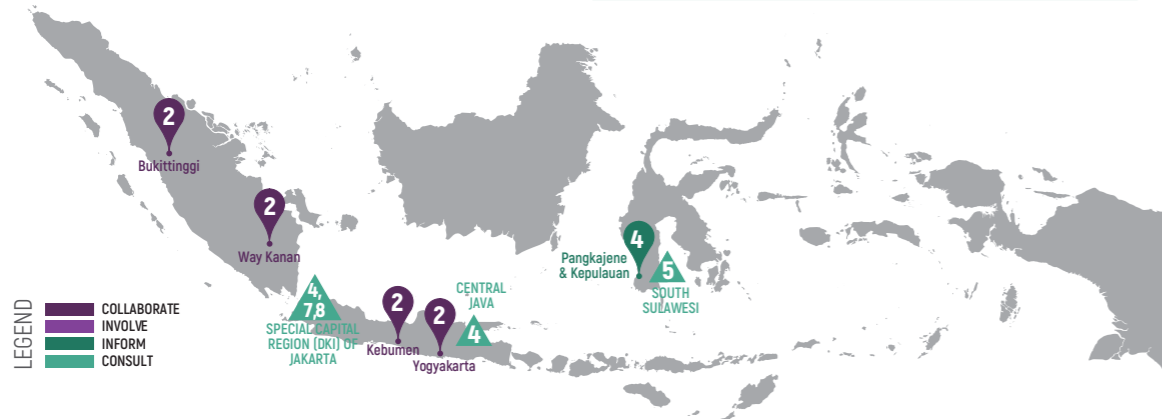 2
Bukittinggi
2
Way Kanan
4,
7,8
SPECIAL CAPITAL
REGION (DKI) OF
JAKARTA
2
Kebumen
2
Yogyakarta
CENTRAL
JAVA
4
4
Pangkajene
& Kepulauan
5
SOUTH
SULAWESI
LEGEND
COLLABORATE
INVOLVE
INFORM
CONSULT